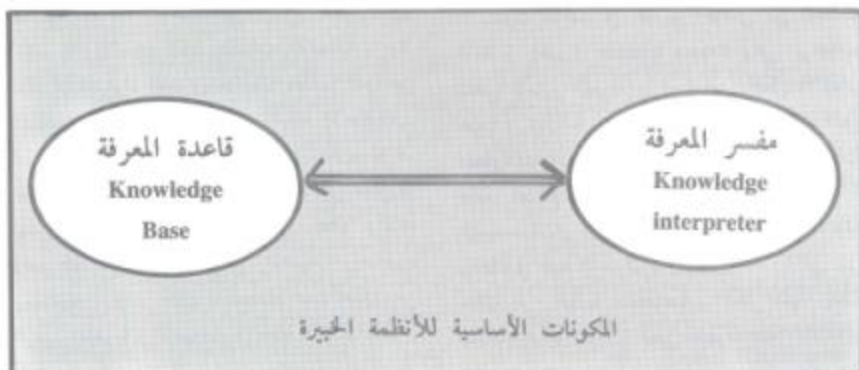 مفسر المعرفة
Knowledge
interpreter
قاعدة المعرفة
Knowledge
Base
المكونات الأساسية للأنظمة الخبيرة